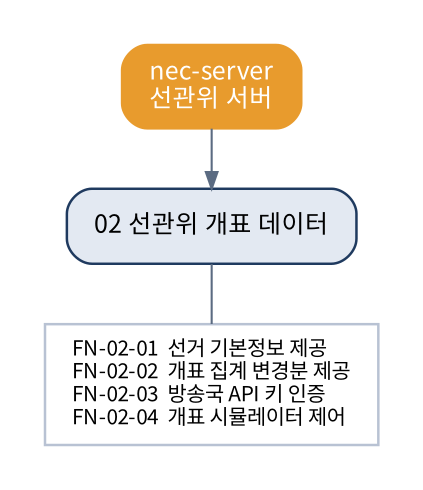 nec-server
선관위 서버
02 선관위 개표 데이터
FN-02-01 선거 기본정보 제공
FN-02-02 개표 집계 변경분 제공
FN-02-03 방송국 API 키 인증
FN-02-04 개표 시뮬레이터 제어